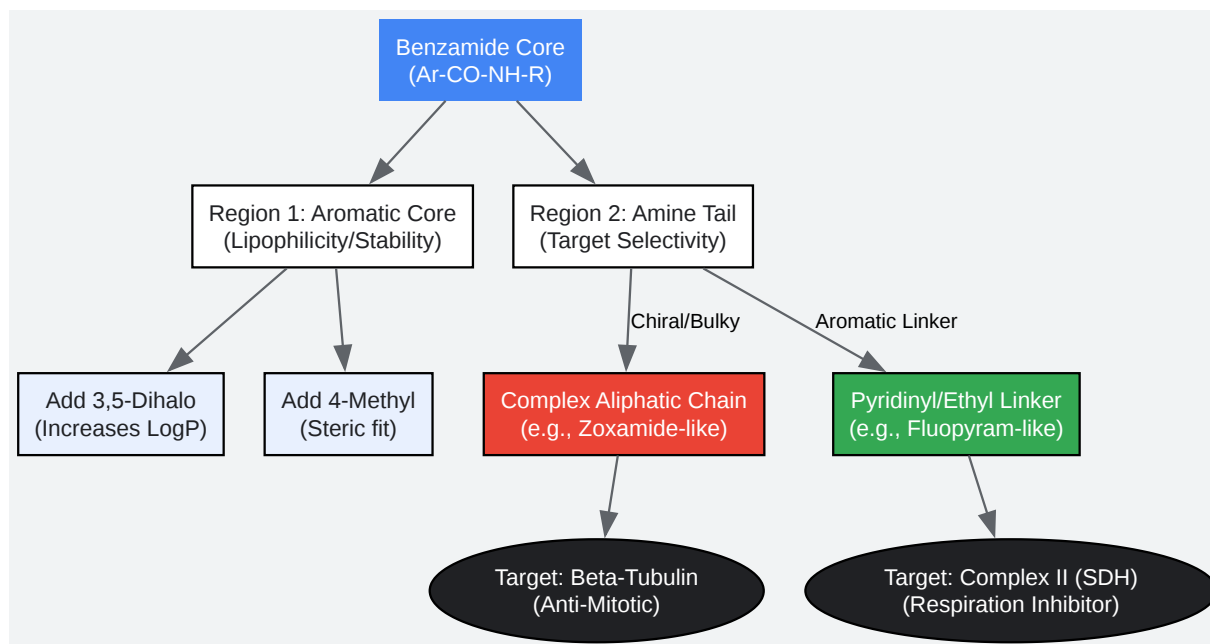 Benzamide Core
(Ar-CO-NH-R)
Region 1: Aromatic Core
(Lipophilicity/Stability)
Region 2: Amine Tail
(Target Selectivity)
Chiral/Bulky
Aromatic Linker
Add 3,5-Dihalo
(Increases LogP)
Add 4-Methyl
(Steric fit)
Complex Aliphatic Chain
(e.g., Zoxamide-like)
Pyridinyl/Ethyl Linker
(e.g., Fluopyram-like)
Target: Beta-Tubulin
(Anti-Mitotic)
Target: Complex II (SDH)
(Respiration Inhibitor)